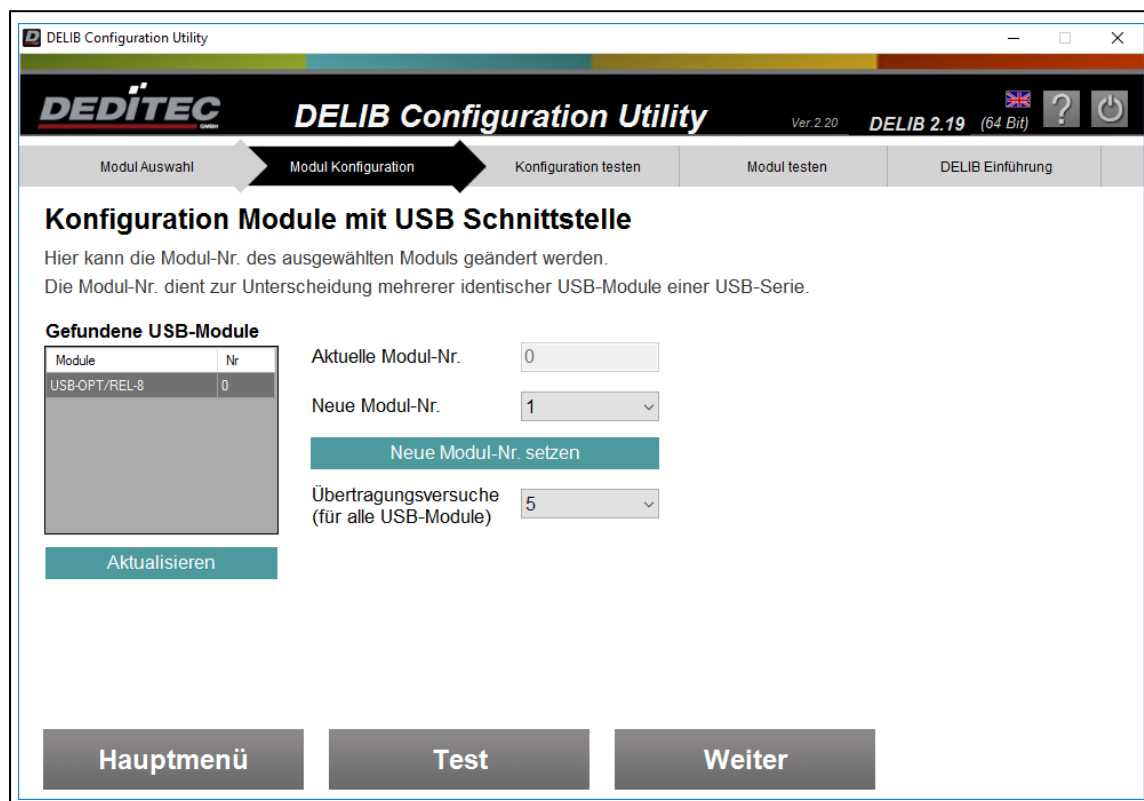 DELIB Configuration Utility
DEDITEC
GMBH
DELIB Configuration Utility
Ver.2.20
DELIB 2.19 (64 Bit)
?
Modul Auswahl
Modul Konfiguration
Konfiguration testen
Modul testen
DELIB Einführung
Konfiguration Module mit USB Schnittstelle
Hier kann die Modul-Nr. des ausgewählten Moduls geändert werden.
Die Modul-Nr. dient zur Unterscheidung mehrerer identischer USB-Module einer USB-Serie.
Gefundene USB-Module
Module Nr
USB-OPT/REL-8 0
Aktualisieren
Aktuelle Modul-Nr. 0
Neue Modul-Nr. 1
Neue Modul-Nr. setzen
Übertragungsversuche
(für alle USB-Module) 5
Hauptmenü
Test
Weiter